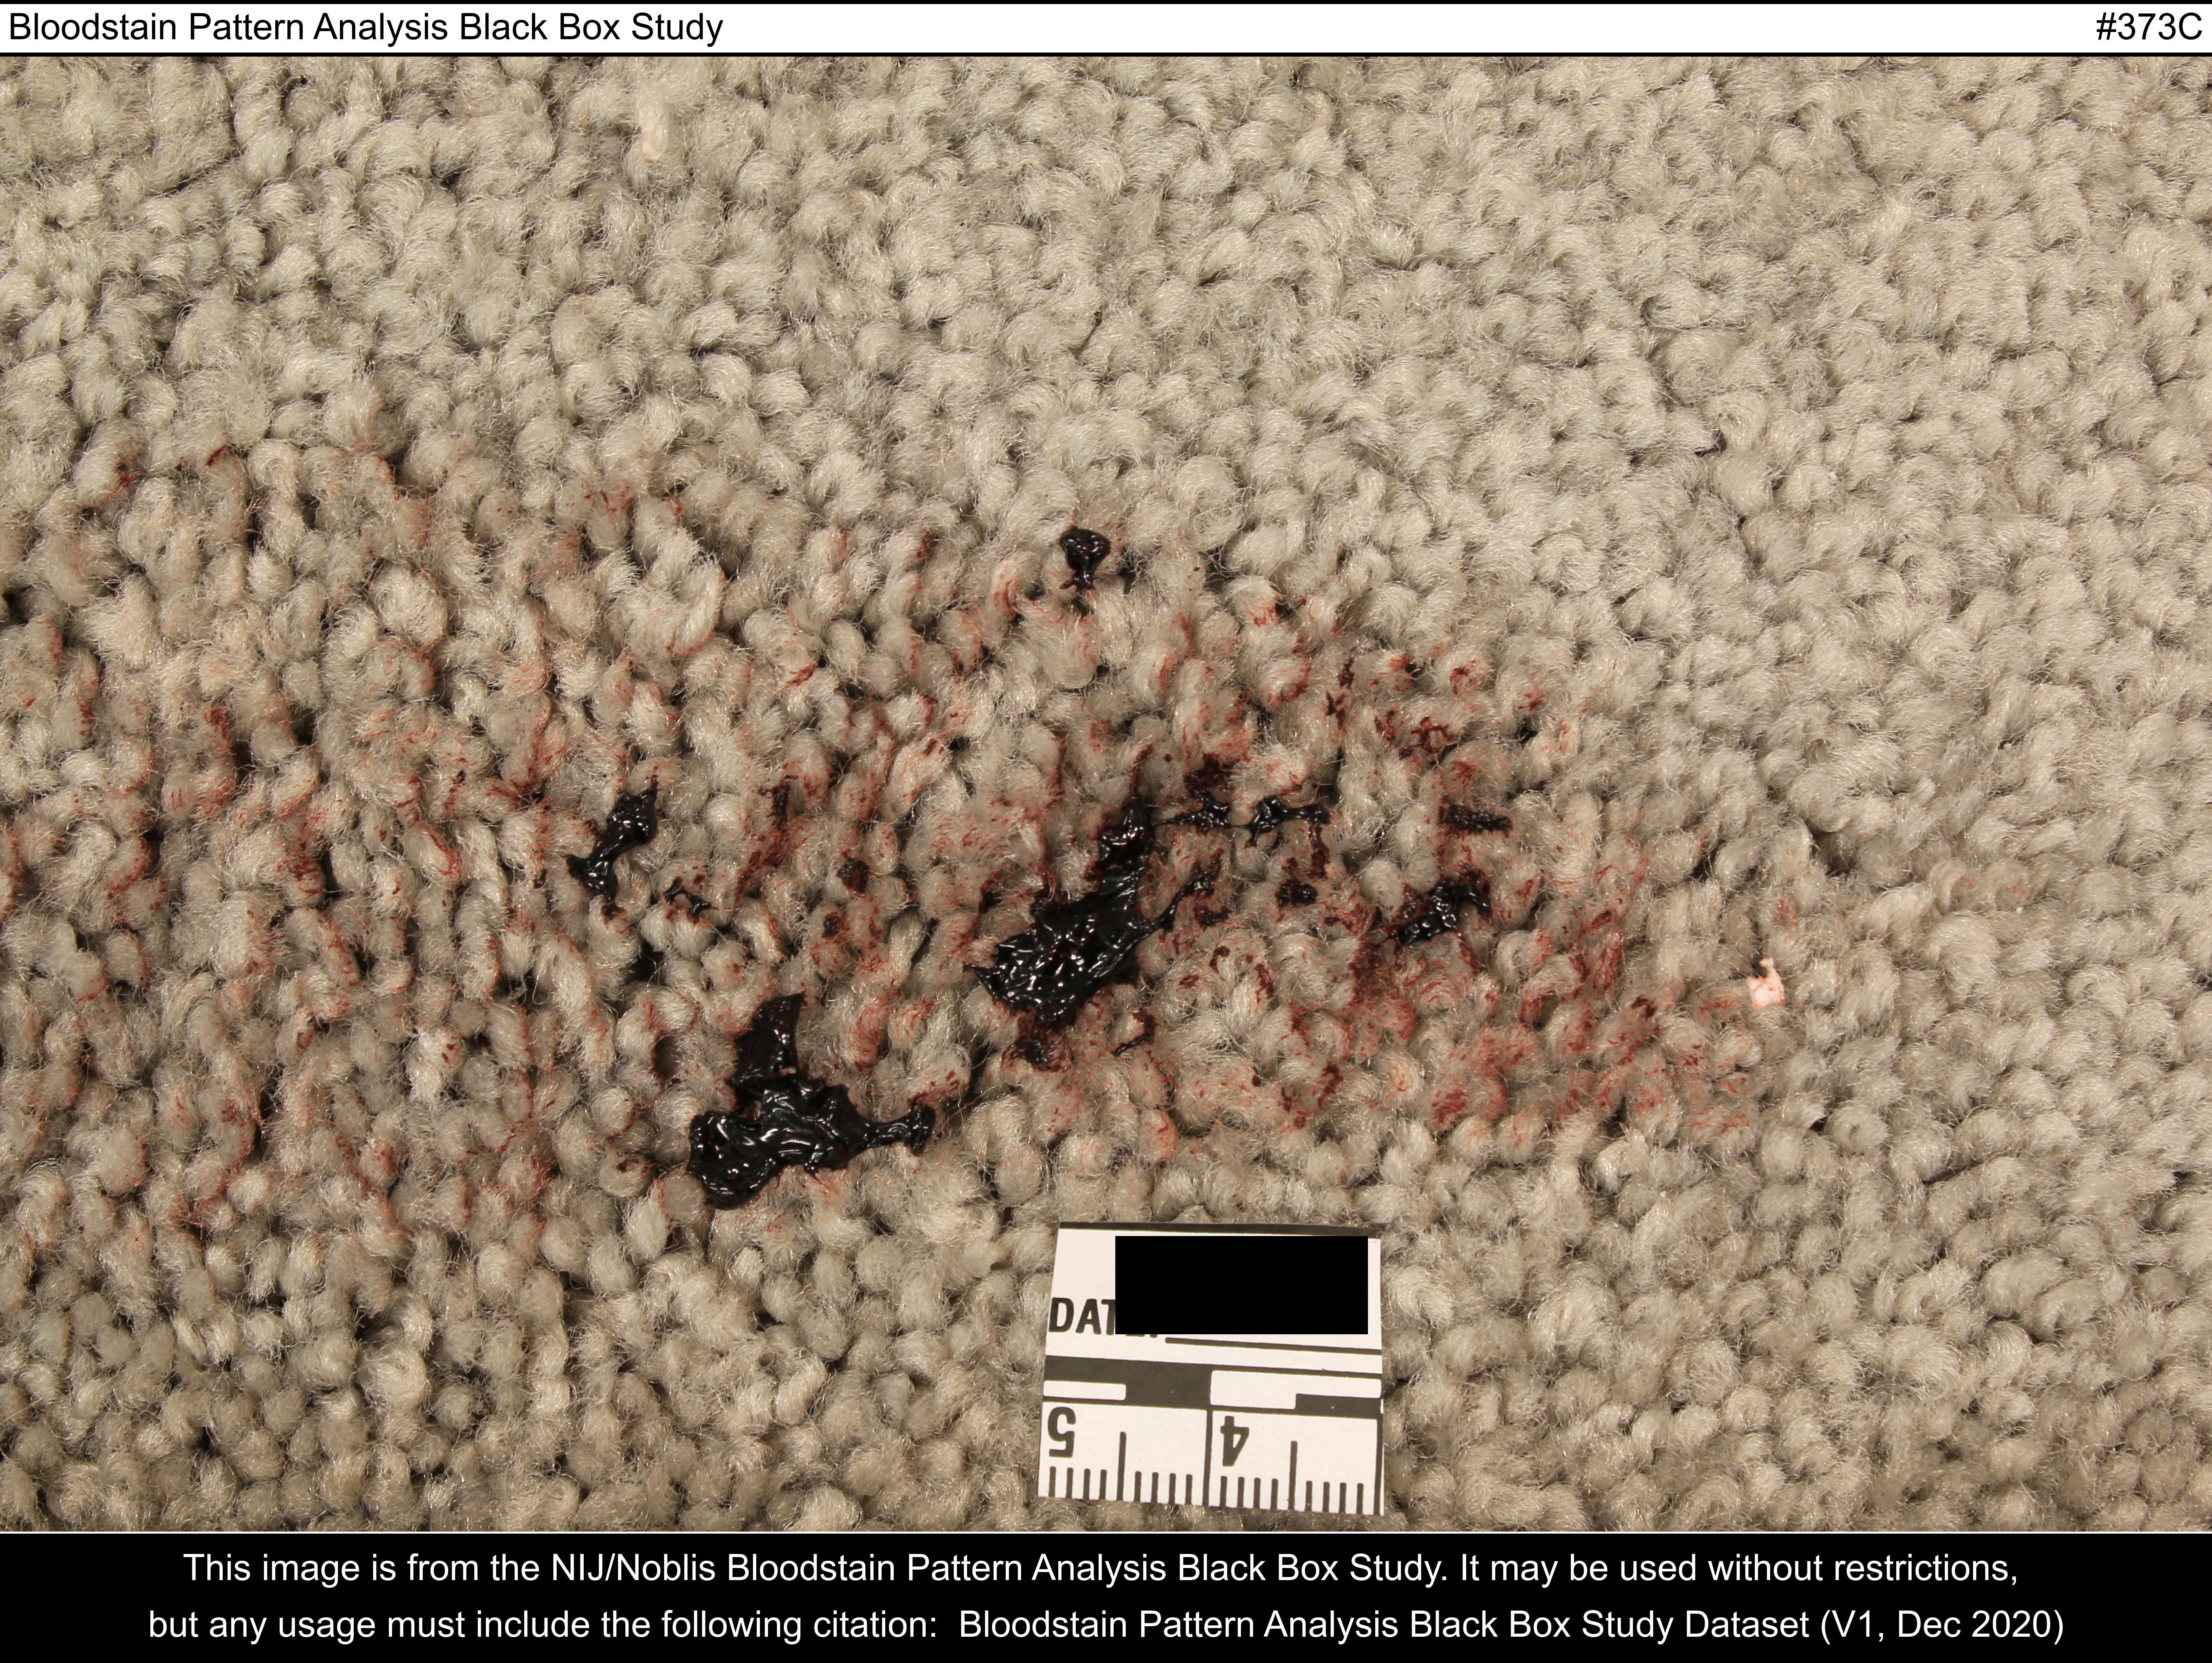 Bloodstain Pattern Analysis Black Box Study #373C
5 4
This image is from the NIJ/Noblis Bloodstain Pattern Analysis Black Box Study. It may be used without restrictions,
but any usage must include the following citation: Bloodstain Pattern Analysis Black Box Study Dataset (V1, Dec 2020)